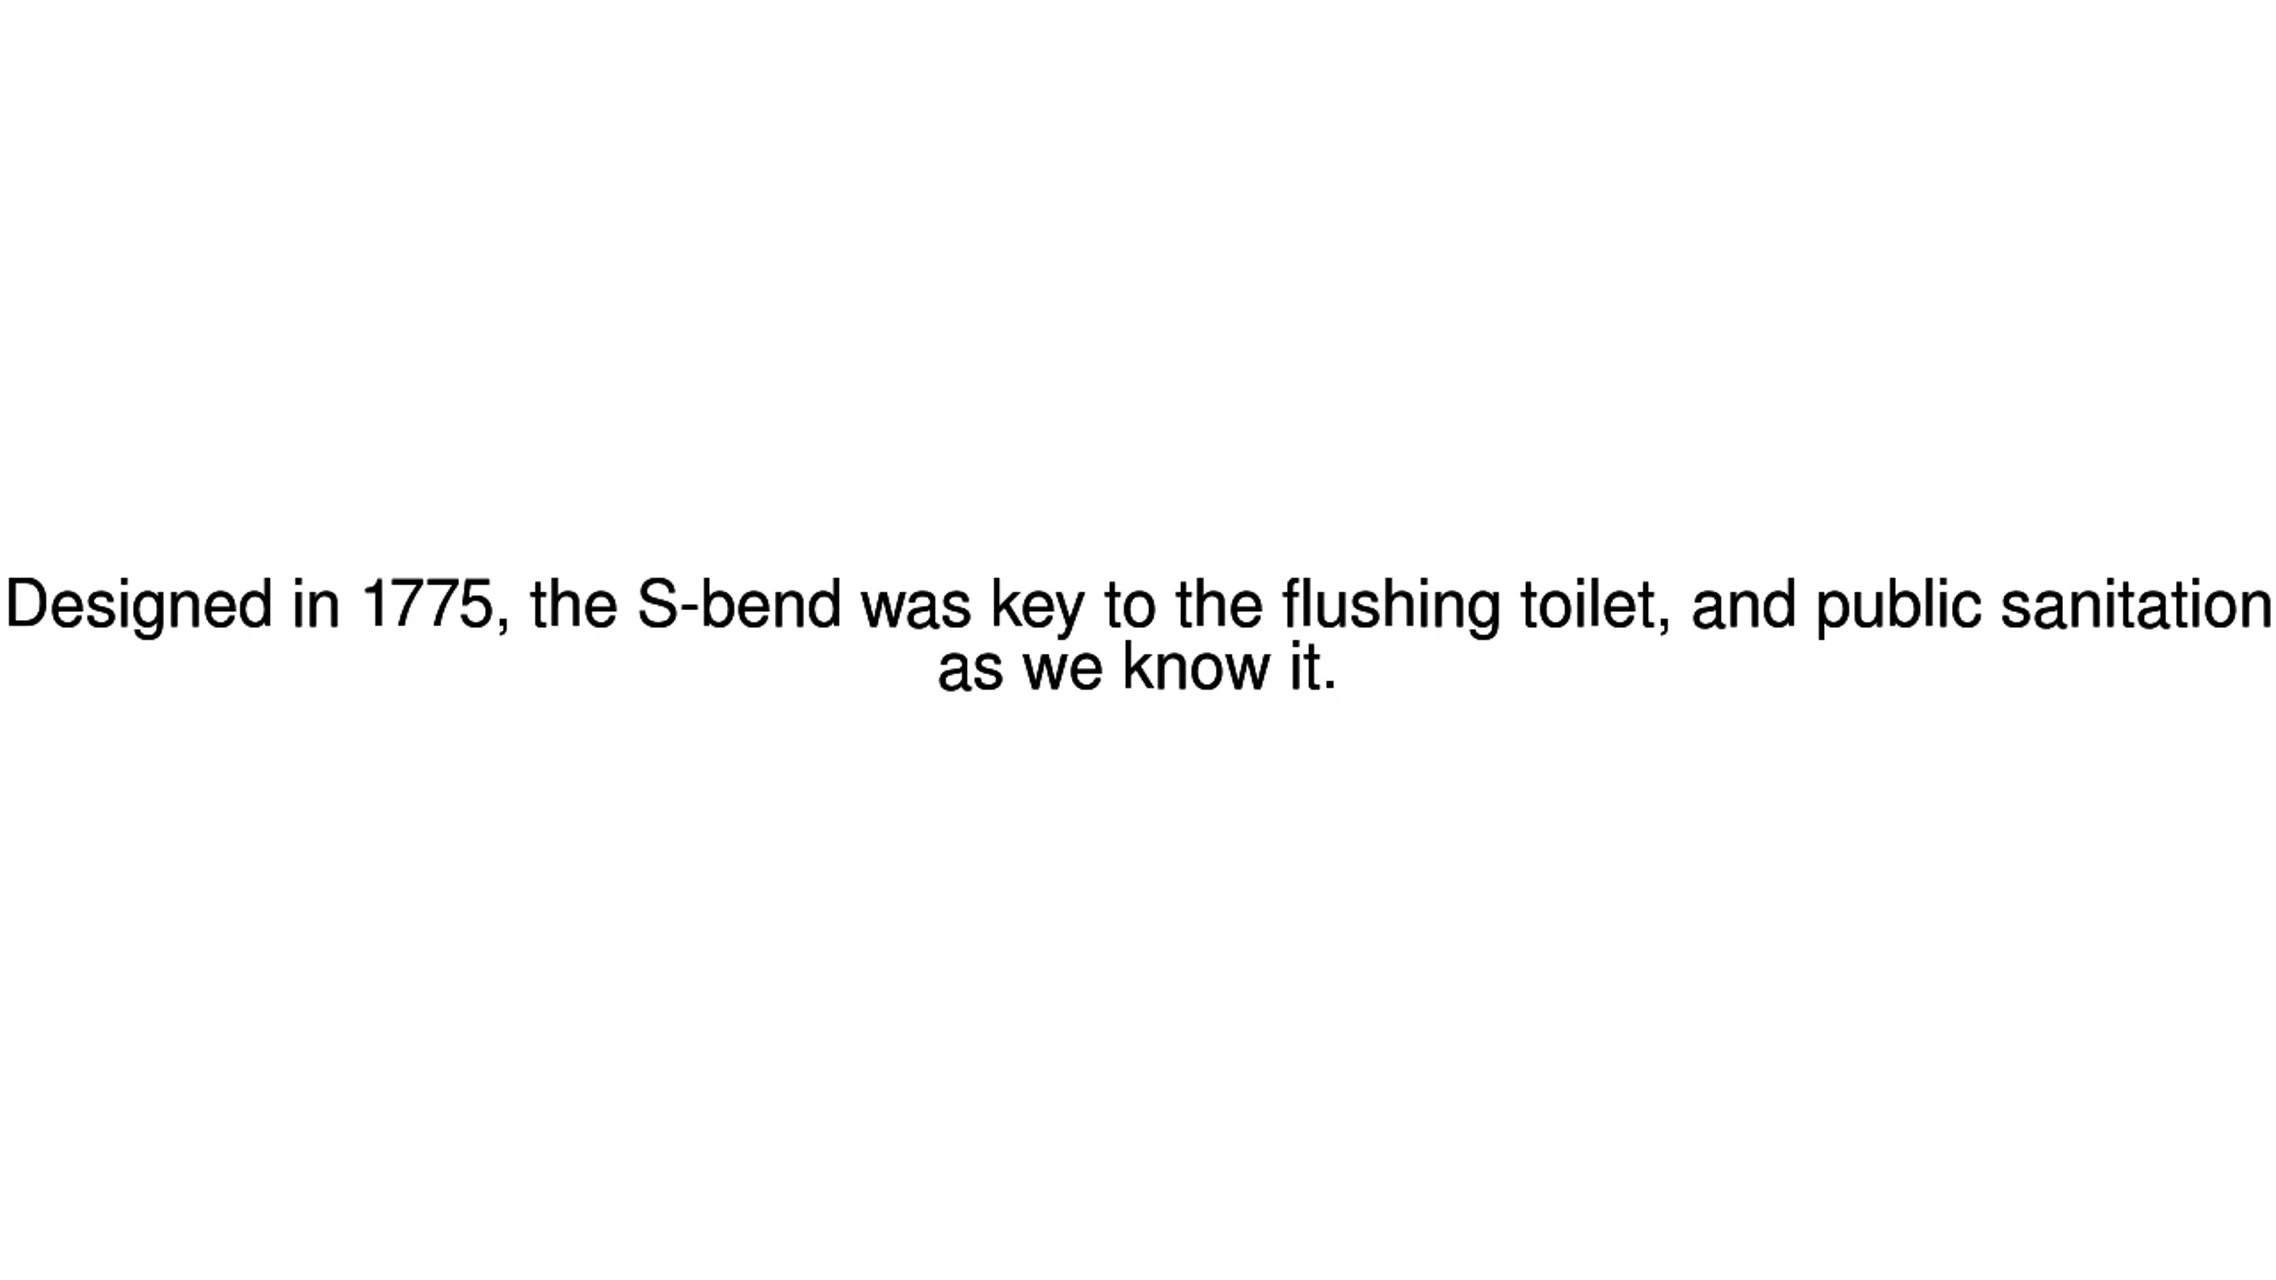 Designed in 1775, the S-bend was key to the flushing toilet, and public sanitation
as we know it.